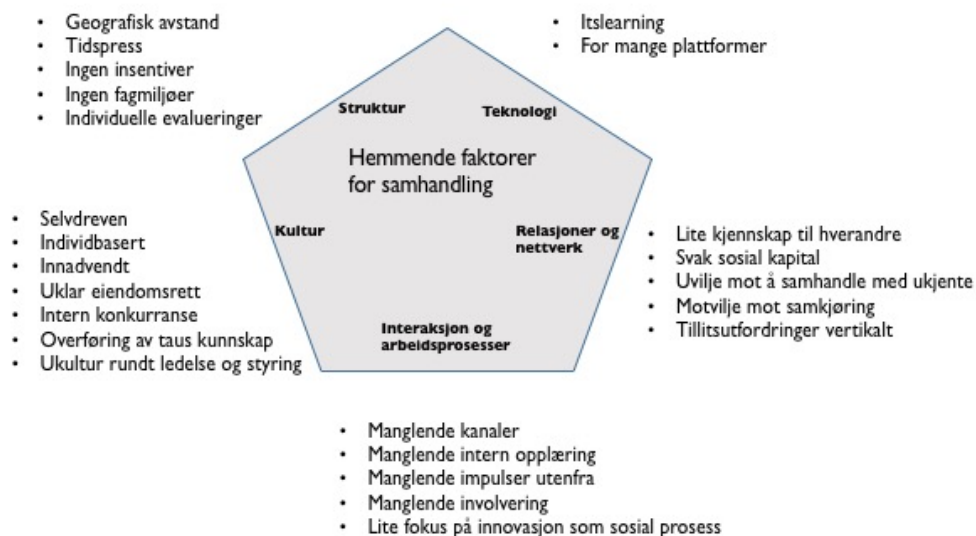 • Geografisk avstand
• Tidspress
• Ingen insentiver
• Ingen fagmiljøer
• Individuelle evalueringer
• Itslearning
• For mange plattformer
Struktur
Teknologi
Hemmende faktorer
for samhandling
Kultur
Relasjoner og
nettverk
Interaksjon og
arbeidsprosesser
• Selvdreven
• Individbasert
• Innadvendt
• Uklar eiendomsrett
• Intern konkurranse
• Overføring av taus kunnskap
• Ukultur rundt ledelse og styring
• Lite kjennskap til hverandre
• Svak sosial kapital
• Uvilje mot å samhandle med ukjente
• Motvilje mot samkjøring
• Tillitsutfordringer vertikalt
• Manglende kanaler
• Manglende intern opplæring
• Manglende impulser utenfra
• Manglende involvering
• Lite fokus på innovasjon som sosial prosess